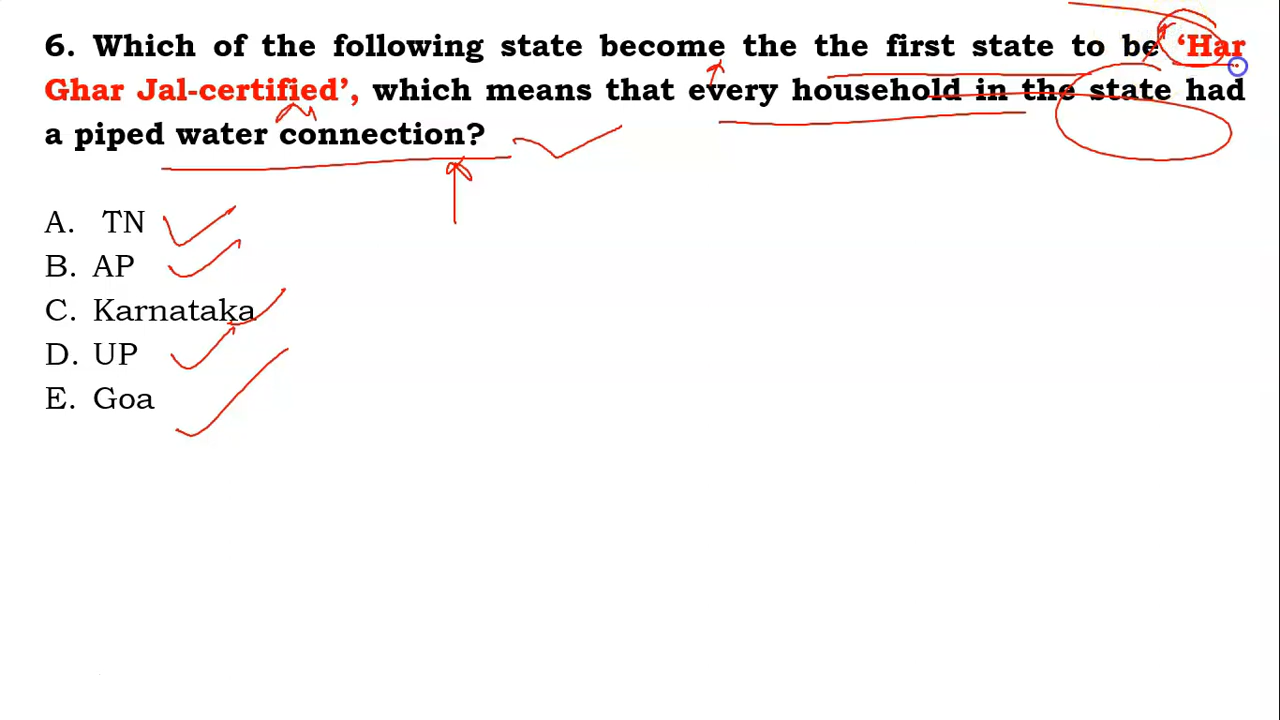 6. Which of the following state become the the first state to be ‘Har
Ghar Jal-certified’, which means that every household in the state had
a piped water connection?
A. TN
B. AP
C. Karnataka
D. UP
E. Goa